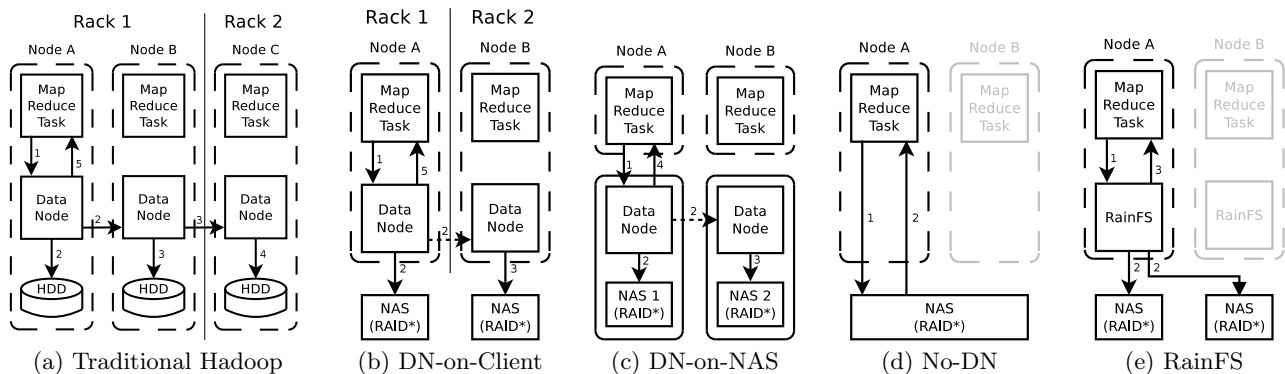 Rack 1
Rack 2
Node A
Node B
Node C
Map
Reduce
Task
Map
Reduce
Task
Map
Reduce
Task
1
5
Data
Node
Data
Node
Data
Node
2
3
2
3
4
HDD
HDD
HDD
(a) Traditional Hadoop
Rack 1
Rack 2
Node A
Node B
Map
Reduce
Task
Map
Reduce
Task
1
5
Data
Node
Data
Node
2
2
3
NAS
(RAID*)
NAS
(RAID*)
(b) DN-on-Client
Node A
Node B
Map
Reduce
Task
Map
Reduce
Task
1
4
Data
Node
Data
Node
2
2
3
NAS 1
(RAID*)
NAS 2
(RAID*)
(c) DN-on-NAS
Node A
Node B
Map
Reduce
Task
Map
Reduce
Task
1
2
NAS
(RAID*)
(d) No-DN
Node A
Node B
Map
Reduce
Task
Map
Reduce
Task
1
3
RainFS
RainFS
2
2
NAS
(RAID*)
NAS
(RAID*)
(e) RainFS